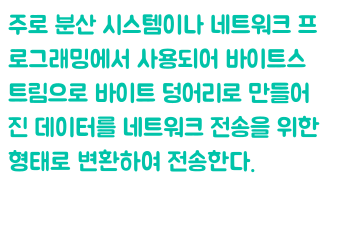 주로 분산 시스템이나 네트워크 프
로그래밍에서 사용되어 바이트스
트림으로 바이트 덩어리로 만들어
진 데이터를 네트워크 전송을 위한
형태로 변환하여 전송한다.